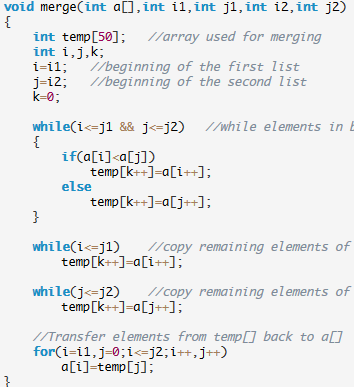 void merge(int a[],int i1,int j1,int i2,int j2)
{
    int temp[50];   //array used for merging
    int i,j,k;
    i=i1;   //beginning of the first list
    j=i2;   //beginning of the second list
    k=0;

    while(i<=j1 && j<=j2)   //while elements in
    {
        if(a[i]<a[j])
            temp[k++]=a[i++];
        else
            temp[k++]=a[j++];
    }

    while(i<=j1)    //copy remaining elements of
        temp[k++]=a[i++];

    while(j<=j2)    //copy remaining elements of
        temp[k++]=a[j++];

    //Transfer elements from temp[] back to a[]
    for(i=i1,j=0;i<=j2;i++,j++)
        a[i]=temp[j];
}